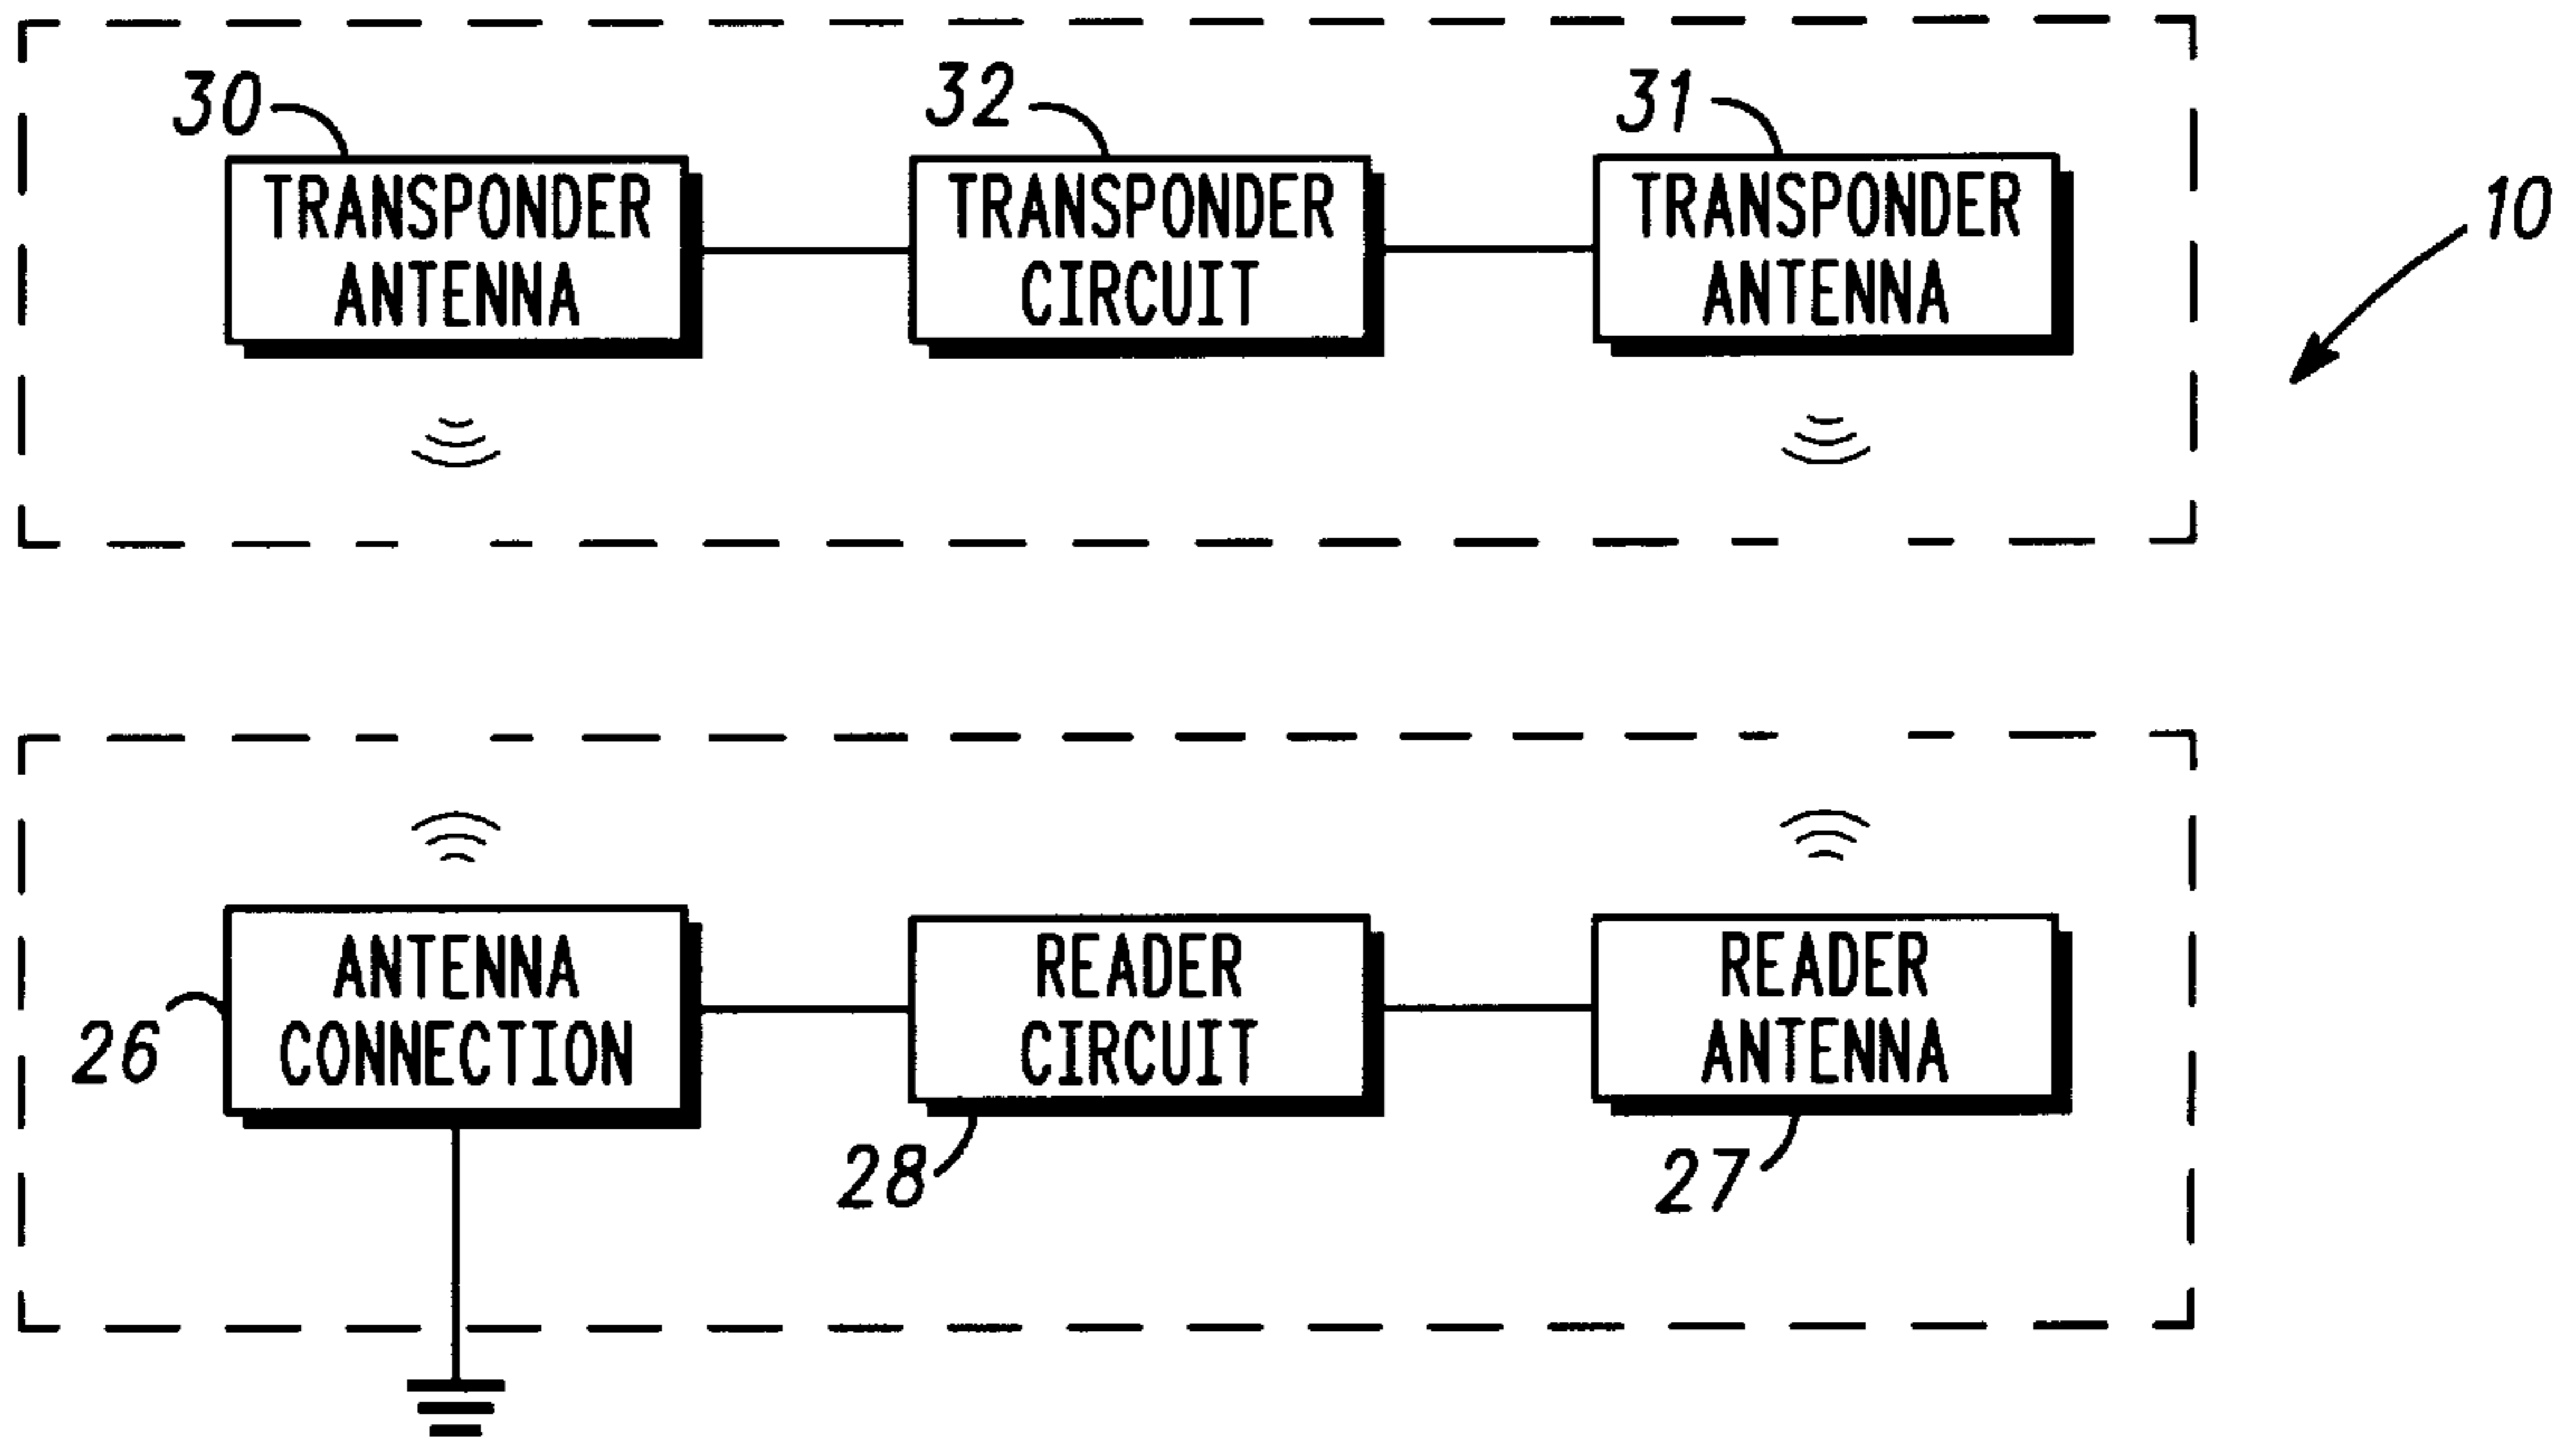 30
32
31
TRANSPONDER
ANTENNA
TRANSPONDER
CIRCUIT
TRANSPONDER
ANTENNA
10
ANTENNA
CONNECTION
READER
CIRCUIT
READER
ANTENNA
26
28
27